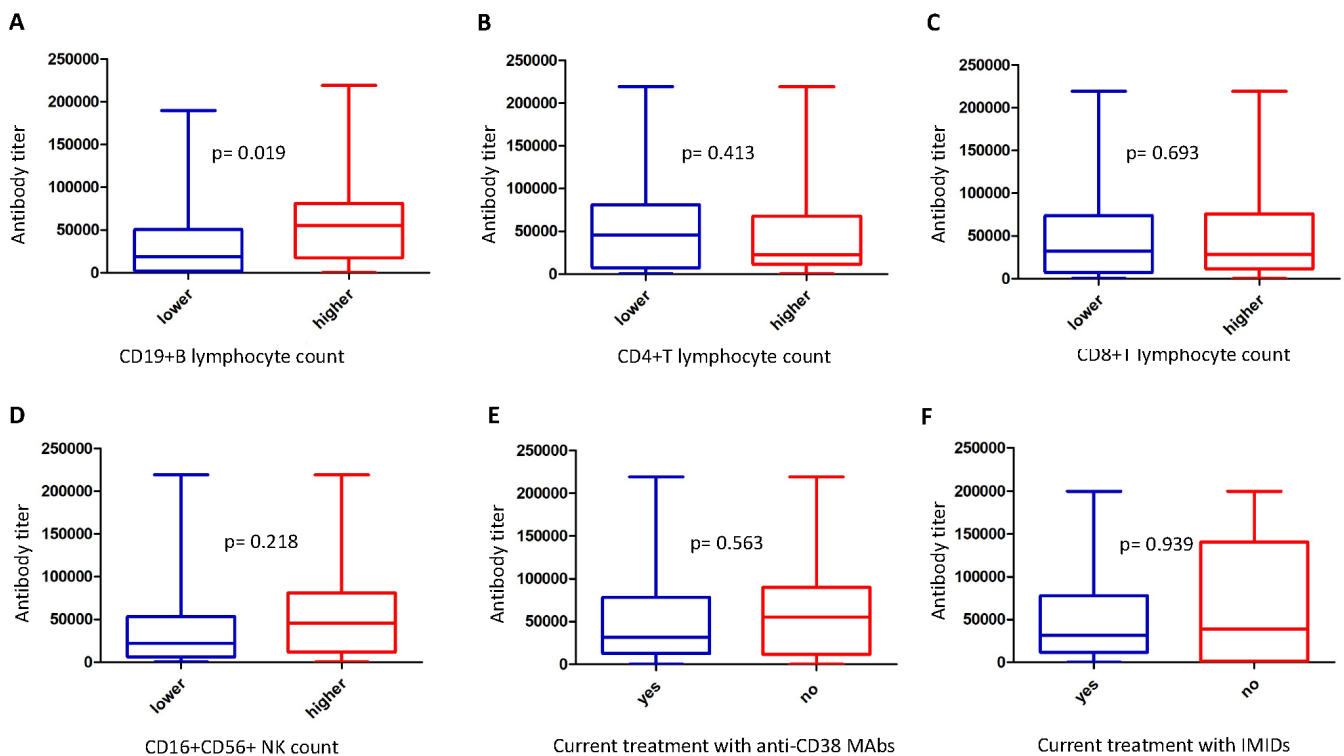 A
250000
200000
150000
100000
50000
0
Antibody titer
p= 0.019
lower
higher
CD19+B lymphocyte count
B
250000
200000
150000
100000
50000
0
Antibody titer
p= 0.413
lower
higher
CD4+T lymphocyte count
C
250000
200000
150000
100000
50000
0
Antibody titer
p= 0.693
lower
higher
CD8+T lymphocyte count
D
250000
200000
150000
100000
50000
0
Antibody titer
p= 0.218
lower
higher
CD16+CD56+ NK count
E
250000
200000
150000
100000
50000
0
Antibody titer
p= 0.563
yes
no
Current treatment with anti-CD38 MAbs
F
250000
200000
150000
100000
50000
0
Antibody titer
p= 0.939
yes
no
Current treatment with IMIDs